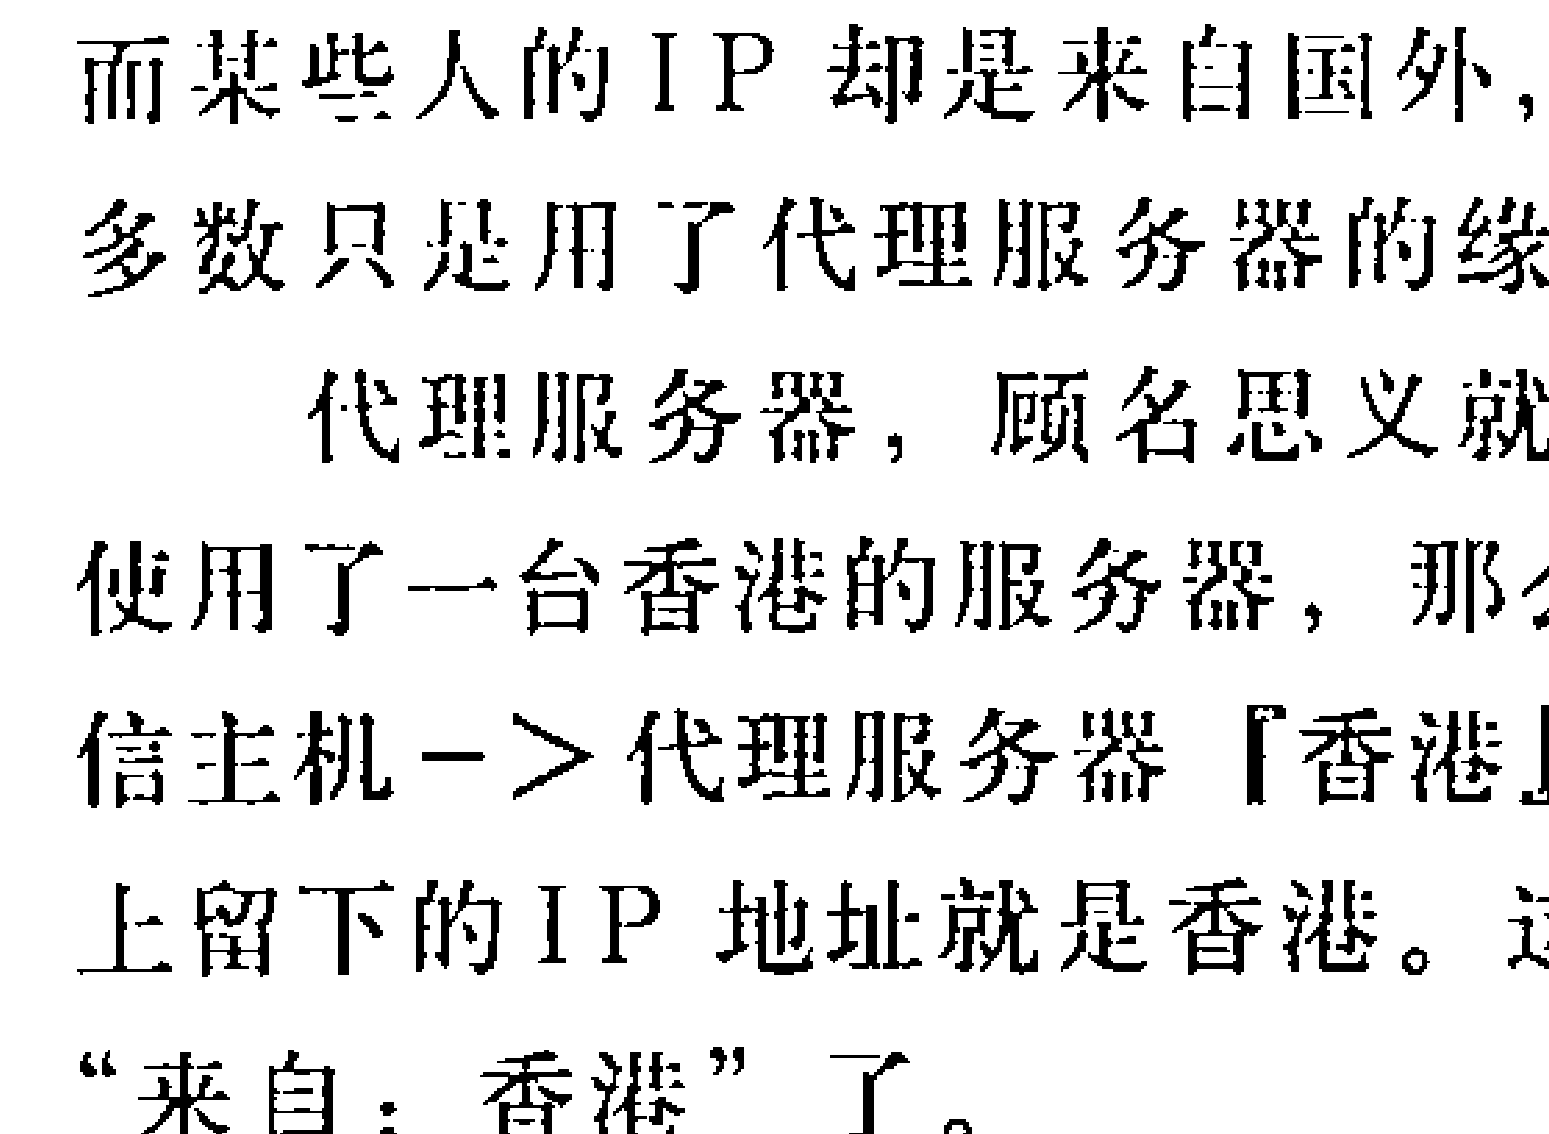 而某些人的IP 却是来自国外,
多数只是用了代理服务器的缘
代理服务器, 顾名思义就
使用了一台香港的服务器, 那么
信主机->代理服务器『香港』
上留下的IP 地址就是香港。这
“来自: 香港” 了。